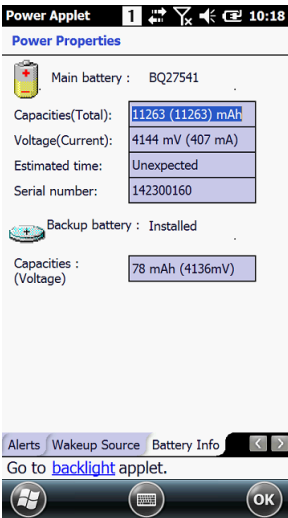 Power Applet 1 10:18
Power Properties
Main battery : BQ27541
Capacities(Total): 11263 (11263) mAh
Voltage(Current): 4144 mV (407 mA)
Estimated time: Unexpected
Serial number: 142300160
Backup battery : Installed
Capacities : 78 mAh (4136mV)
(Voltage)
Alerts Wakeup Source Battery Info
Go to backlight applet.
OK